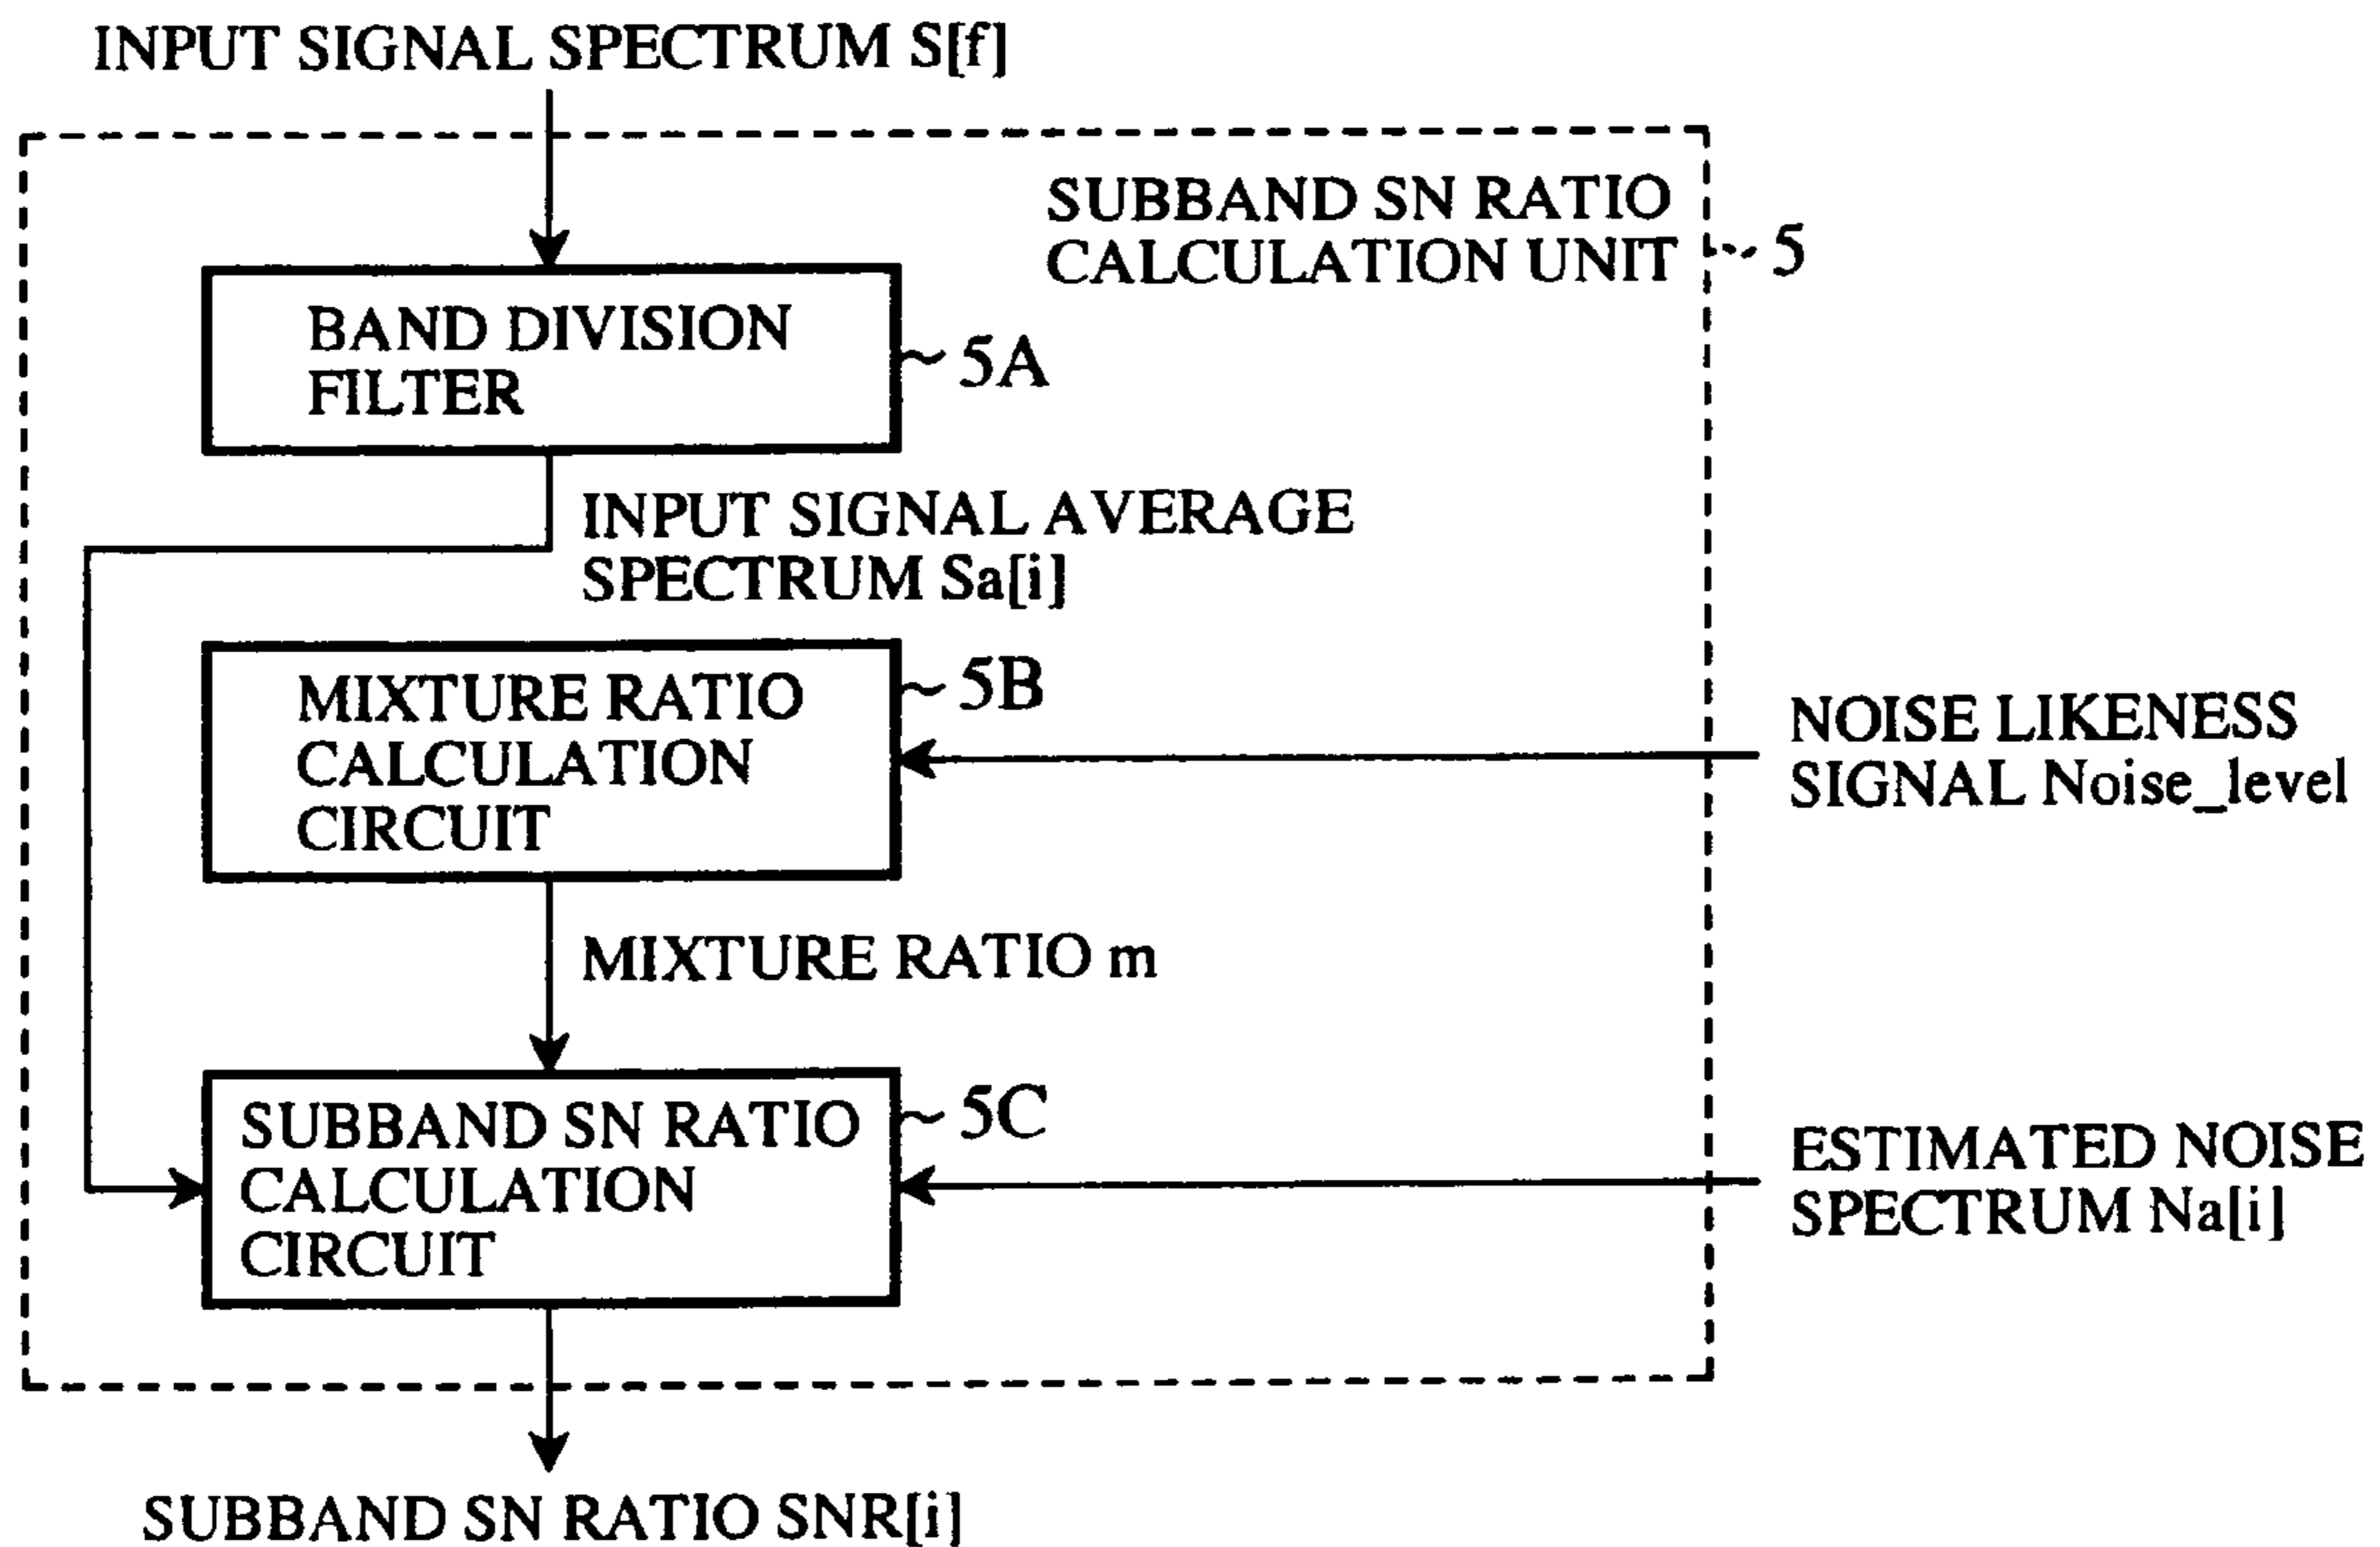 INPUT SIGNAL SPECTRUM S[f]
SUBBAND SN RATIO
CALCULATION UNIT
5
BAND DIVISION
FILTER
5A
INPUT SIGNAL AVERAGE
SPECTRUM Sa[i]
MIXTURE RATIO
CALCULATION
CIRCUIT
5B
NOISE LIKENESS
SIGNAL Noise_level
MIXTURE RATIO m
SUBBAND SN RATIO
CALCULATION
CIRCUIT
5C
ESTIMATED NOISE
SPECTRUM Na[i]
SUBBAND SN RATIO SNR[i]